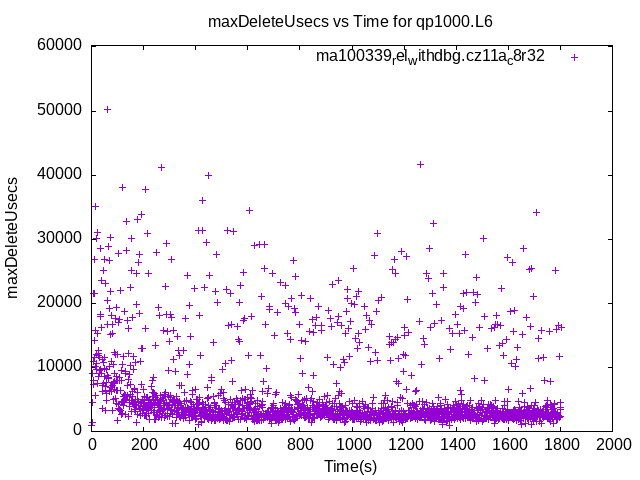 maxDeleteUsecs vs Time for qp1000.L6
ma100339relwithdbg.cz11ac8r32
60000
50000
40000
30000
20000
10000
0
maxDeleteUsecs
0 200 400 600 800 1000 1200 1400 1600 1800 2000
Time(s)